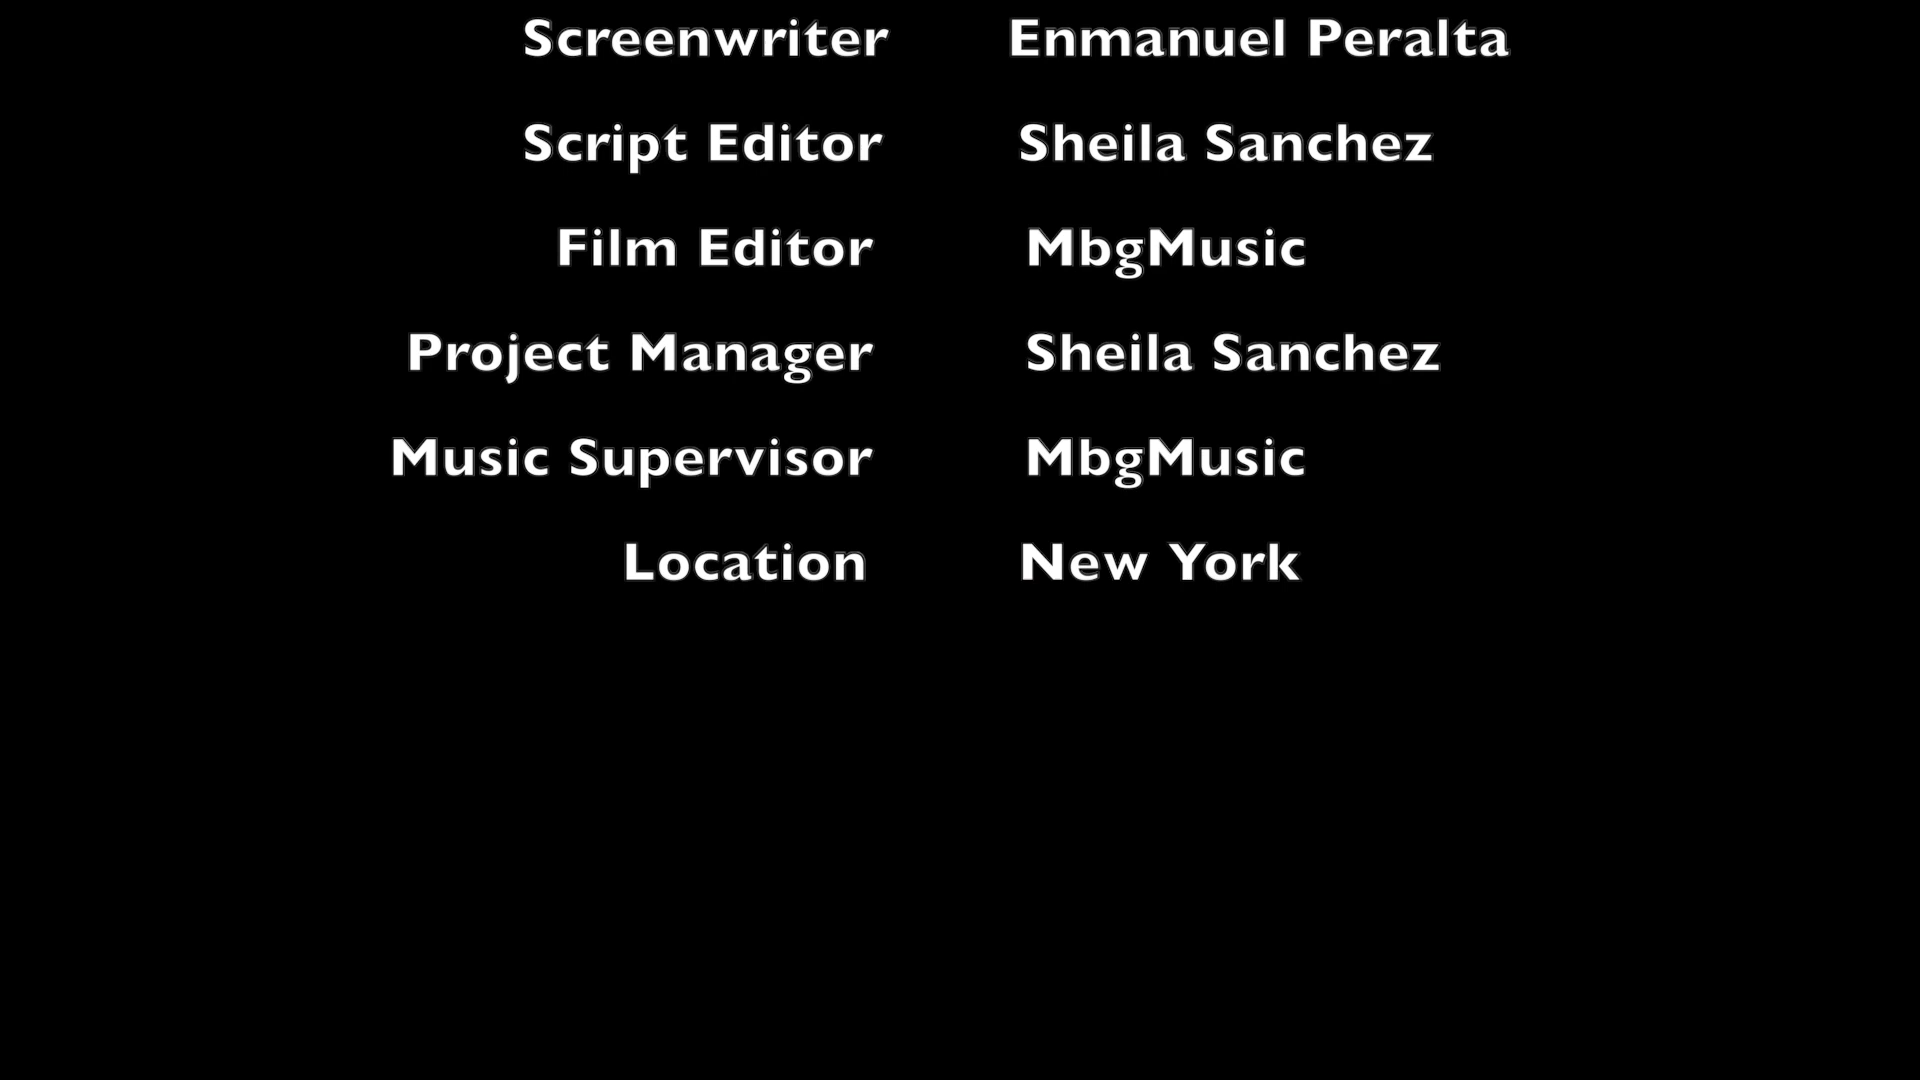 Screenwriter Enmanuel Peralta
Script Editor Sheila Sanchez
Film Editor MbgMusic
Project Manager Sheila Sanchez
Music Supervisor MbgMusic
Location New York